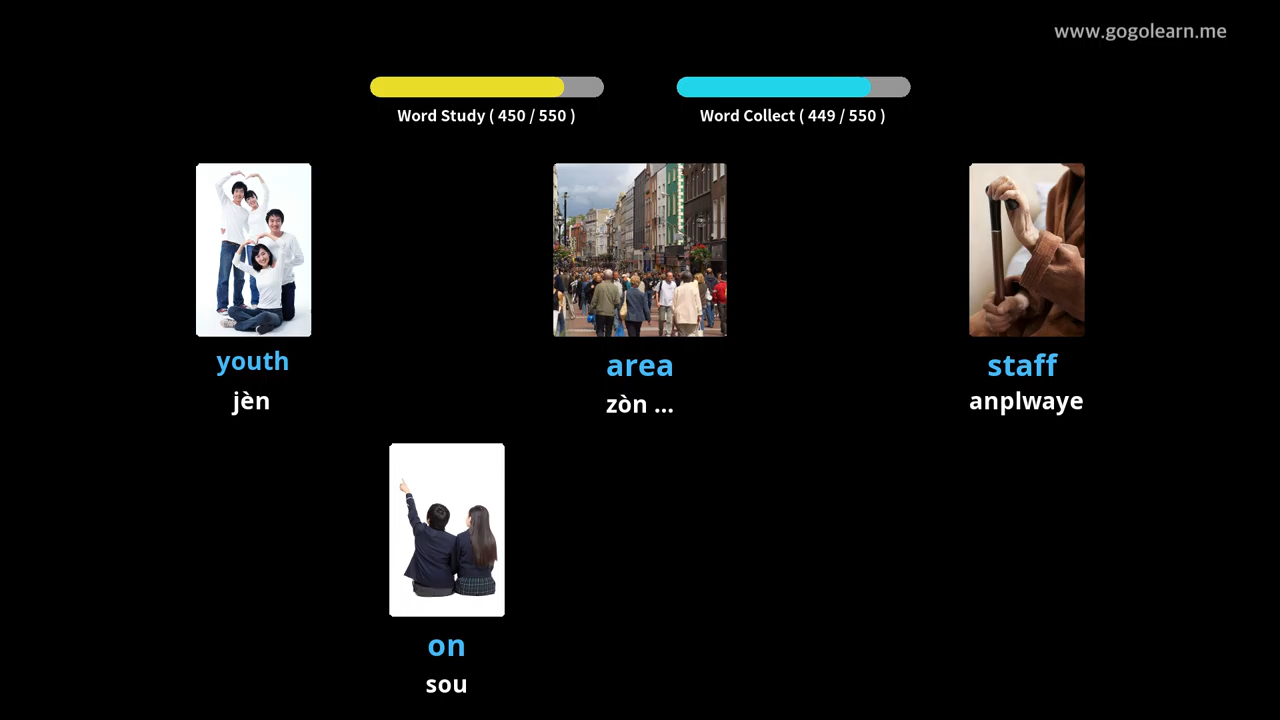 www.gogolearn.me
Word Study ( 450 / 550 )
Word Collect ( 449 / 550 )
youth
jèn
area
zòn ...
staff
anplwaye
on
sou